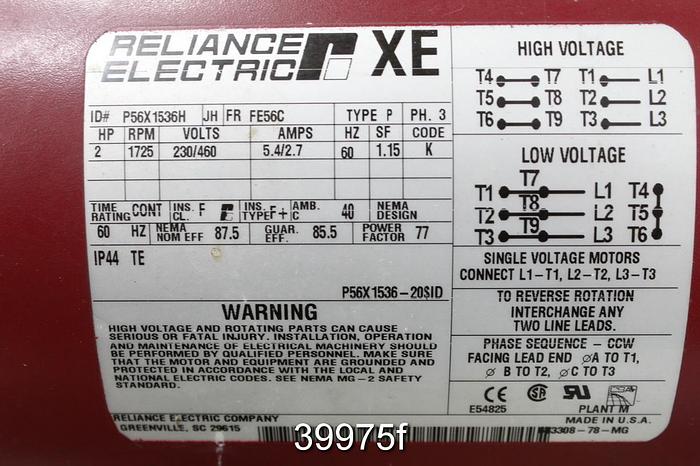 RELIANCE
ELECTRIC
XE
ID# P56X1536H JH FR FE56C TYPE P PH. 3
HP RPM VOLTS AMPS HZ SF CODE
2 1725 230/460 5.4/2.7 60 1.15 K
TIME RATING CONT INS. CL. F INS. TYPE F+ AMB. C 40 NEMA DESIGN
60 HZ NEMA NOM EFF 87.5 GUAR. EFF. 85.5 POWER FACTOR 77
IP44 TE
P56X1536-20SID
WARNING
HIGH VOLTAGE AND ROTATING PARTS CAN CAUSE
SERIOUS OR FATAL INJURY. INSTALLATION, OPERATION
AND MAINTENANCE OF ELECTRICAL MACHINERY SHOULD
BE PERFORMED BY QUALIFIED PERSONNEL. MAKE SURE
THAT THE MOTOR AND EQUIPMENT ARE GROUNDED AND
PROTECTED IN ACCORDANCE WITH THE LOCAL AND
NATIONAL ELECTRIC CODES. SEE NEMA MG-2 SAFETY
STANDARD.
RELIANCE ELECTRIC COMPANY
GREENVILLE, SC 29615
HIGH VOLTAGE
T4 T7 T1 L1
T5 T8 T2 L2
T6 T9 T3 L3
LOW VOLTAGE
T7
T1 L1 T4
T8
T2 L2 T5
T9
T3 L3 T6
SINGLE VOLTAGE MOTORS
CONNECT L1-T1, L2-T2, L3-T3
TO REVERSE ROTATION
INTERCHANGE ANY
TWO LINE LEADS.
PHASE SEQUENCE - CCW
FACING LEAD END ØA TO T1,
Ø B TO T2, ØC TO T3
CE SA UR
E54825 PLANT M
MADE IN U.S.A.
3308-78-MG
39975f